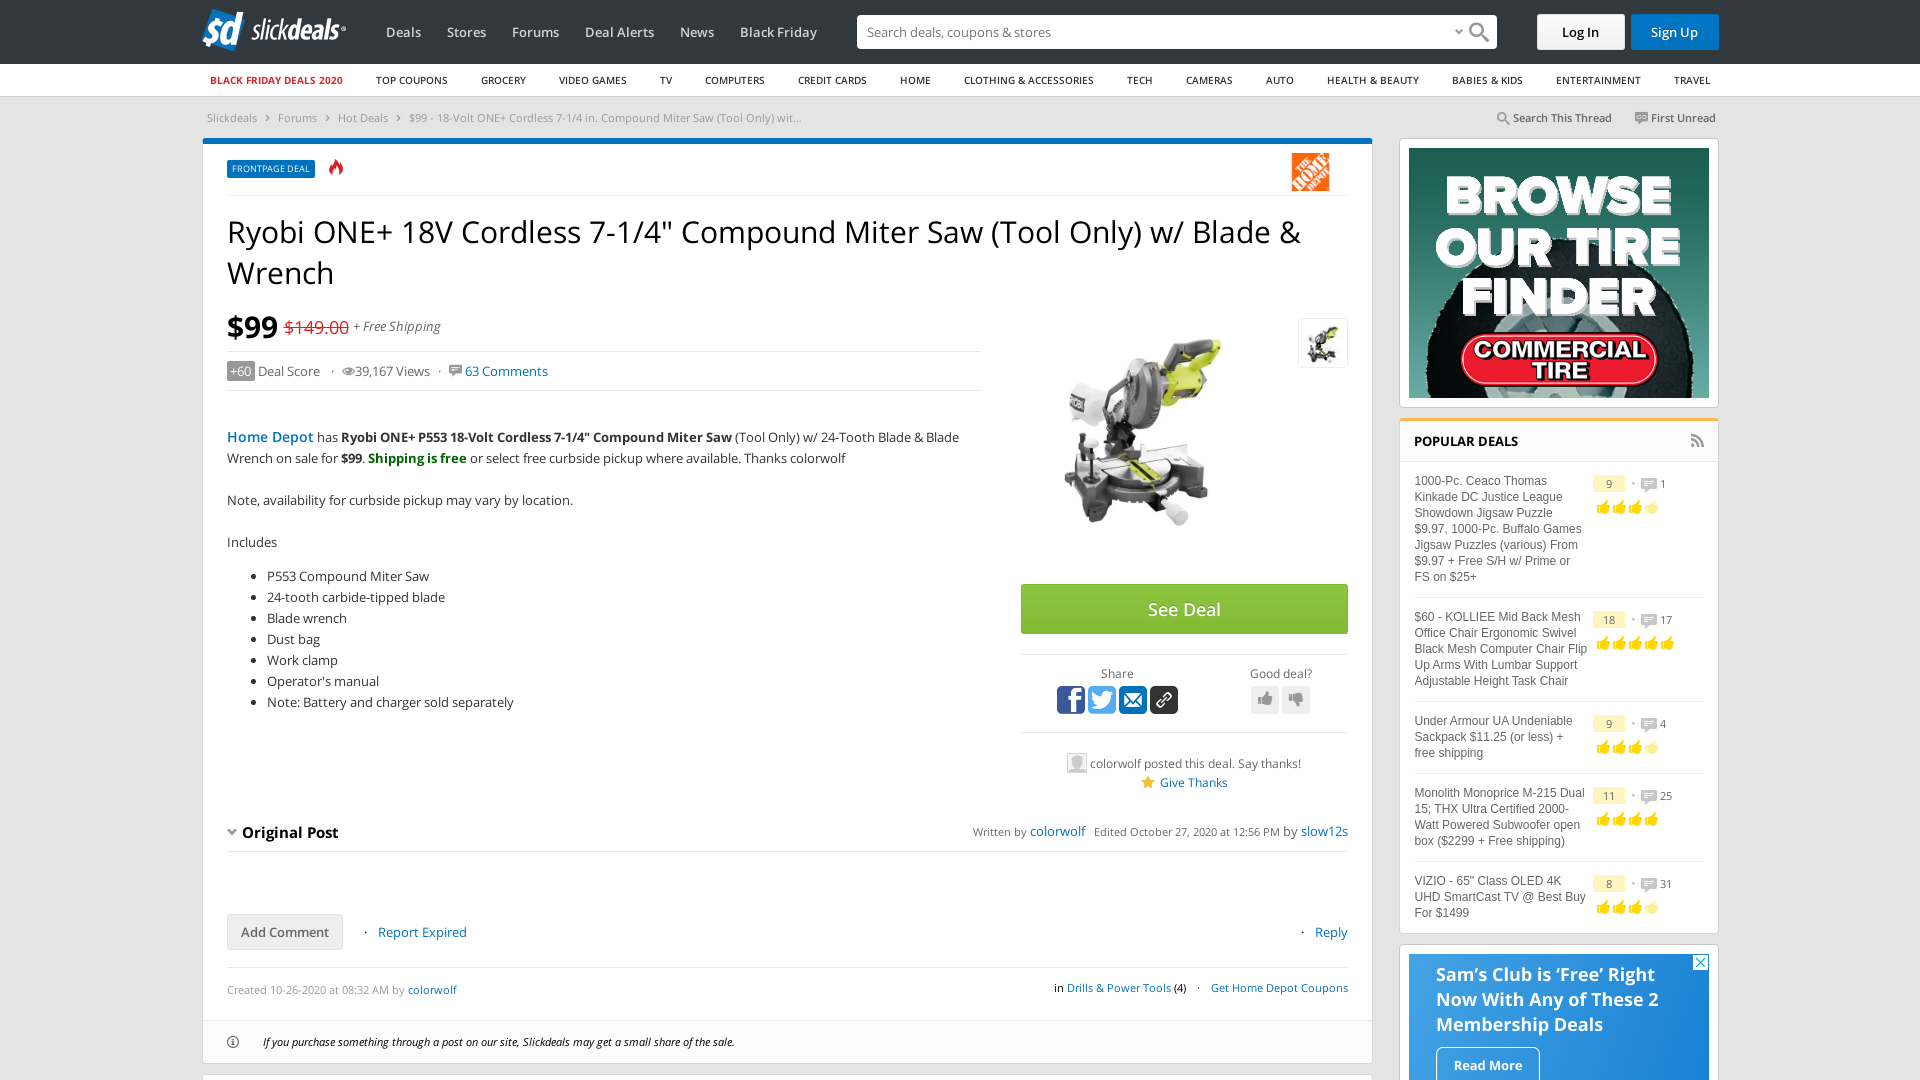 slickdeals
Deals
Stores
Forums
Deal Alerts
News
Black Friday
Search deals, coupons & stores
Log In
Sign Up
BLACK FRIDAY DEALS 2020
TOP COUPONS
GROCERY
VIDEO GAMES
TV
COMPUTERS
CREDIT CARDS
HOME
CLOTHING & ACCESSORIES
TECH
CAMERAS
AUTO
HEALTH & BEAUTY
BABIES & KIDS
ENTERTAINMENT
TRAVEL
Slickdeals › Forums › Hot Deals › $99 - 18-Volt ONE+ Cordless 7-1/4 in. Compound Miter Saw (Tool Only) wit...
Search This Thread
First Unread
FRONTPAGE DEAL
THE HOME DEPOT
Ryobi ONE+ 18V Cordless 7-1/4" Compound Miter Saw (Tool Only) w/ Blade &
Wrench
$99 $149.00 + Free Shipping
+60 Deal Score · 39,167 Views · 63 Comments
Home Depot has Ryobi ONE+ P553 18-Volt Cordless 7-1/4" Compound Miter Saw (Tool Only) w/ 24-Tooth Blade & Blade
Wrench on sale for $99. Shipping is free or select free curbside pickup where available. Thanks colorwolf
Note, availability for curbside pickup may vary by location.
Includes
• P553 Compound Miter Saw
• 24-tooth carbide-tipped blade
• Blade wrench
• Dust bag
• Work clamp
• Operator's manual
• Note: Battery and charger sold separately
See Deal
Share
Good deal?
colorwolf posted this deal. Say thanks!
Give Thanks
Original Post
Written by colorwolf Edited October 27, 2020 at 12:56 PM by slow12s
Add Comment
· Report Expired
· Reply
Created 10-26-2020 at 08:32 AM by colorwolf
in Drills & Power Tools (4) · Get Home Depot Coupons
If you purchase something through a post on our site, Slickdeals may get a small share of the sale.
BROWSE
OUR TIRE
FINDER
COMMERCIAL
TIRE
POPULAR DEALS
1000-Pc. Ceaco Thomas
Kinkade DC Justice League
Showdown Jigsaw Puzzle
$9.97, 1000-Pc. Buffalo Games
Jigsaw Puzzles (various) From
$9.97 + Free S/H w/ Prime or
FS on $25+
9 • 1
$60 - KOLLIEE Mid Back Mesh
Office Chair Ergonomic Swivel
Black Mesh Computer Chair Flip
Up Arms With Lumbar Support
Adjustable Height Task Chair
18 • 17
Under Armour UA Undeniable
Sackpack $11.25 (or less) +
free shipping
9 • 4
Monolith Monoprice M-215 Dual
15; THX Ultra Certified 2000-
Watt Powered Subwoofer open
box ($2299 + Free shipping)
11 • 25
VIZIO - 65" Class OLED 4K
UHD SmartCast TV @ Best Buy
For $1499
8 • 31
Sam's Club is ‘Free’ Right
Now With Any of These 2
Membership Deals
Read More